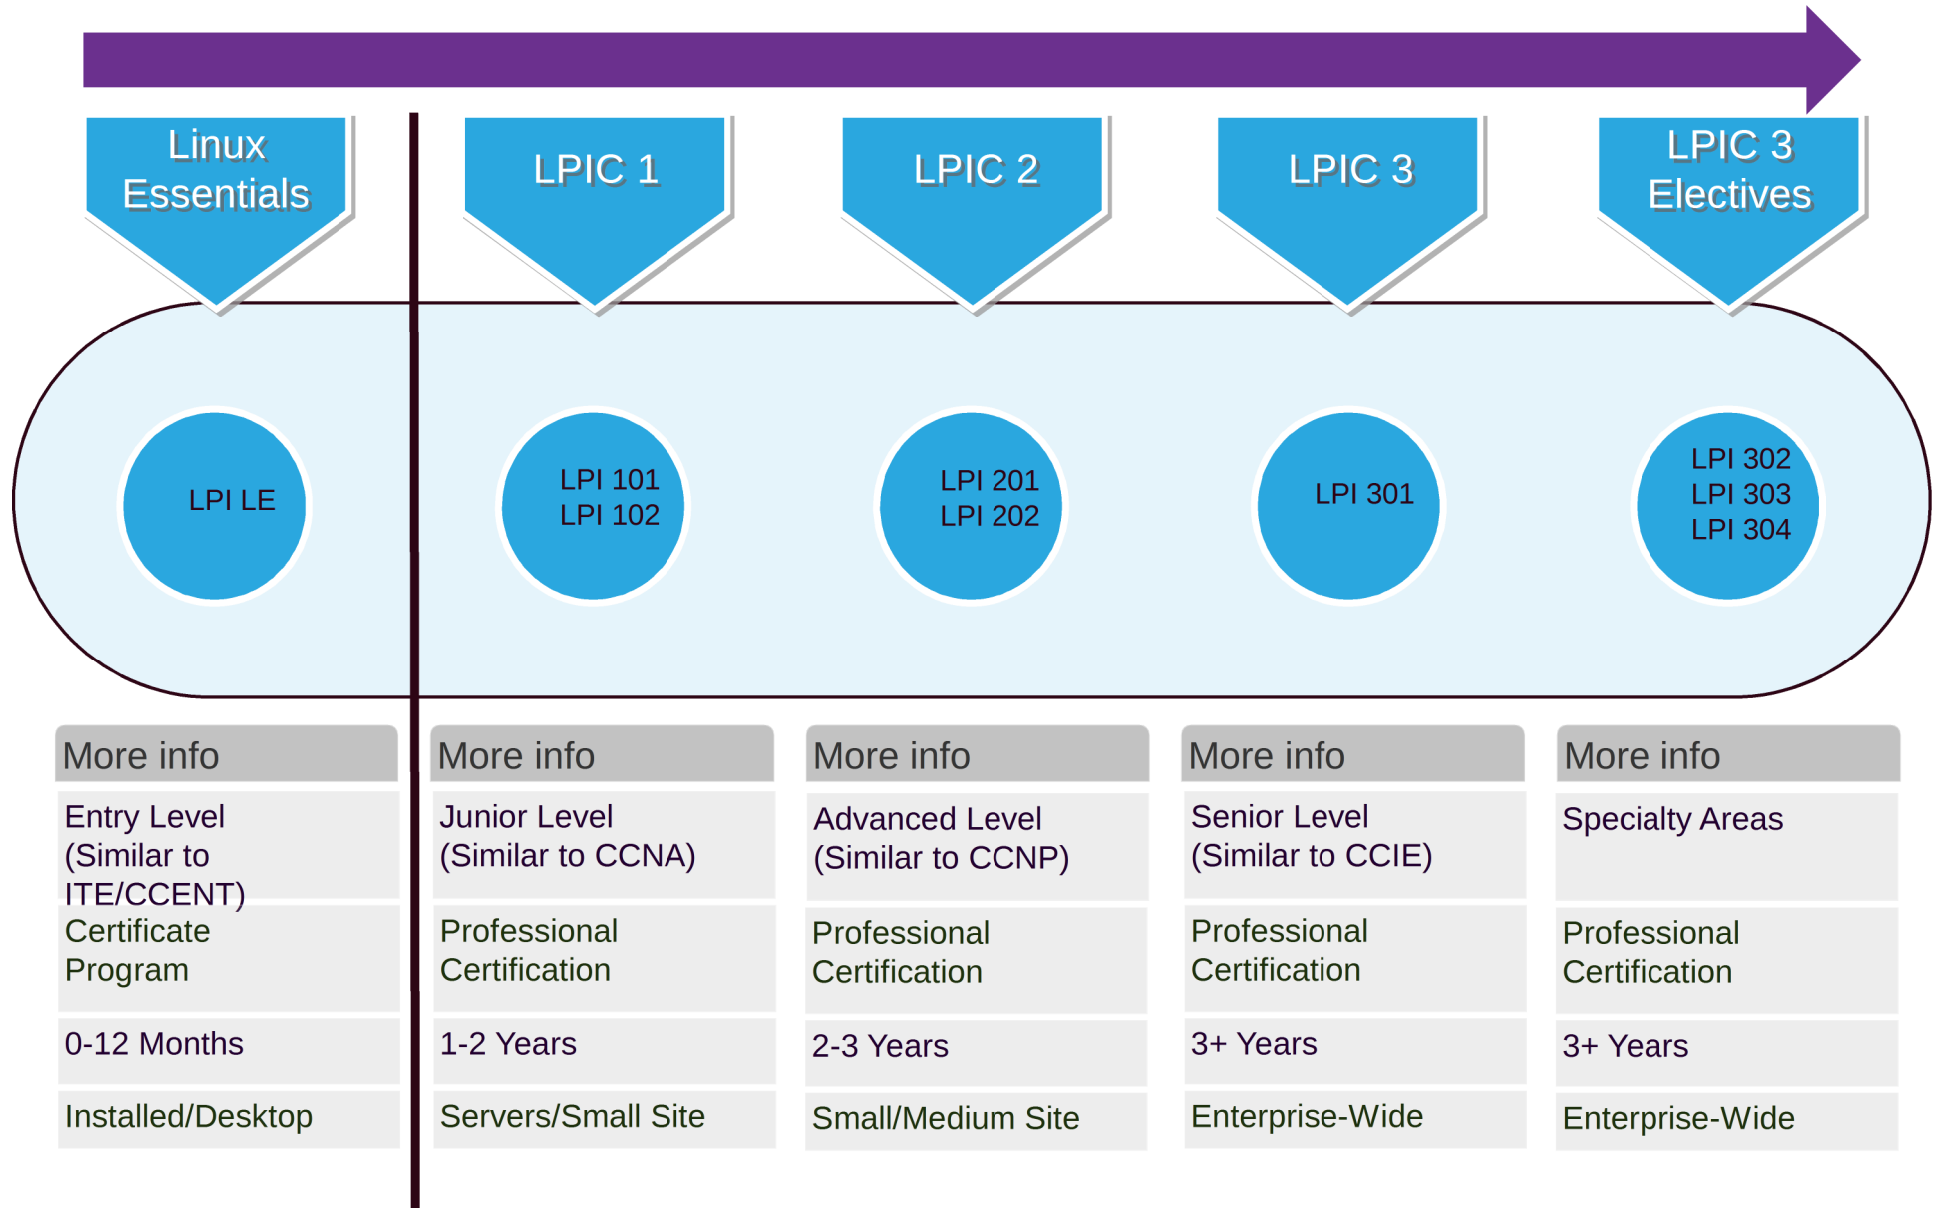 Linux
Essentials
LPIC 1
LPIC 2
LPIC 3
LPIC 3
Electives
LPI LE
LPI 101
LPI 102
LPI 201
LPI 202
LPI 301
LPI 302
LPI 303
LPI 304
More info
Entry Level
(Similar to
ITE/CCENT)
Certificate
Program
0-12 Months
Installed/Desktop
More info
Junior Level
(Similar to CCNA)
Professional
Certification
1-2 Years
Servers/Small Site
More info
Advanced Level
(Similar to CCNP)
Professional
Certification
2-3 Years
Small/Medium Site
More info
Senior Level
(Similar to CCIE)
Professional
Certification
3+ Years
Enterprise-Wide
More info
Specialty Areas
Professional
Certification
3+ Years
Enterprise-Wide